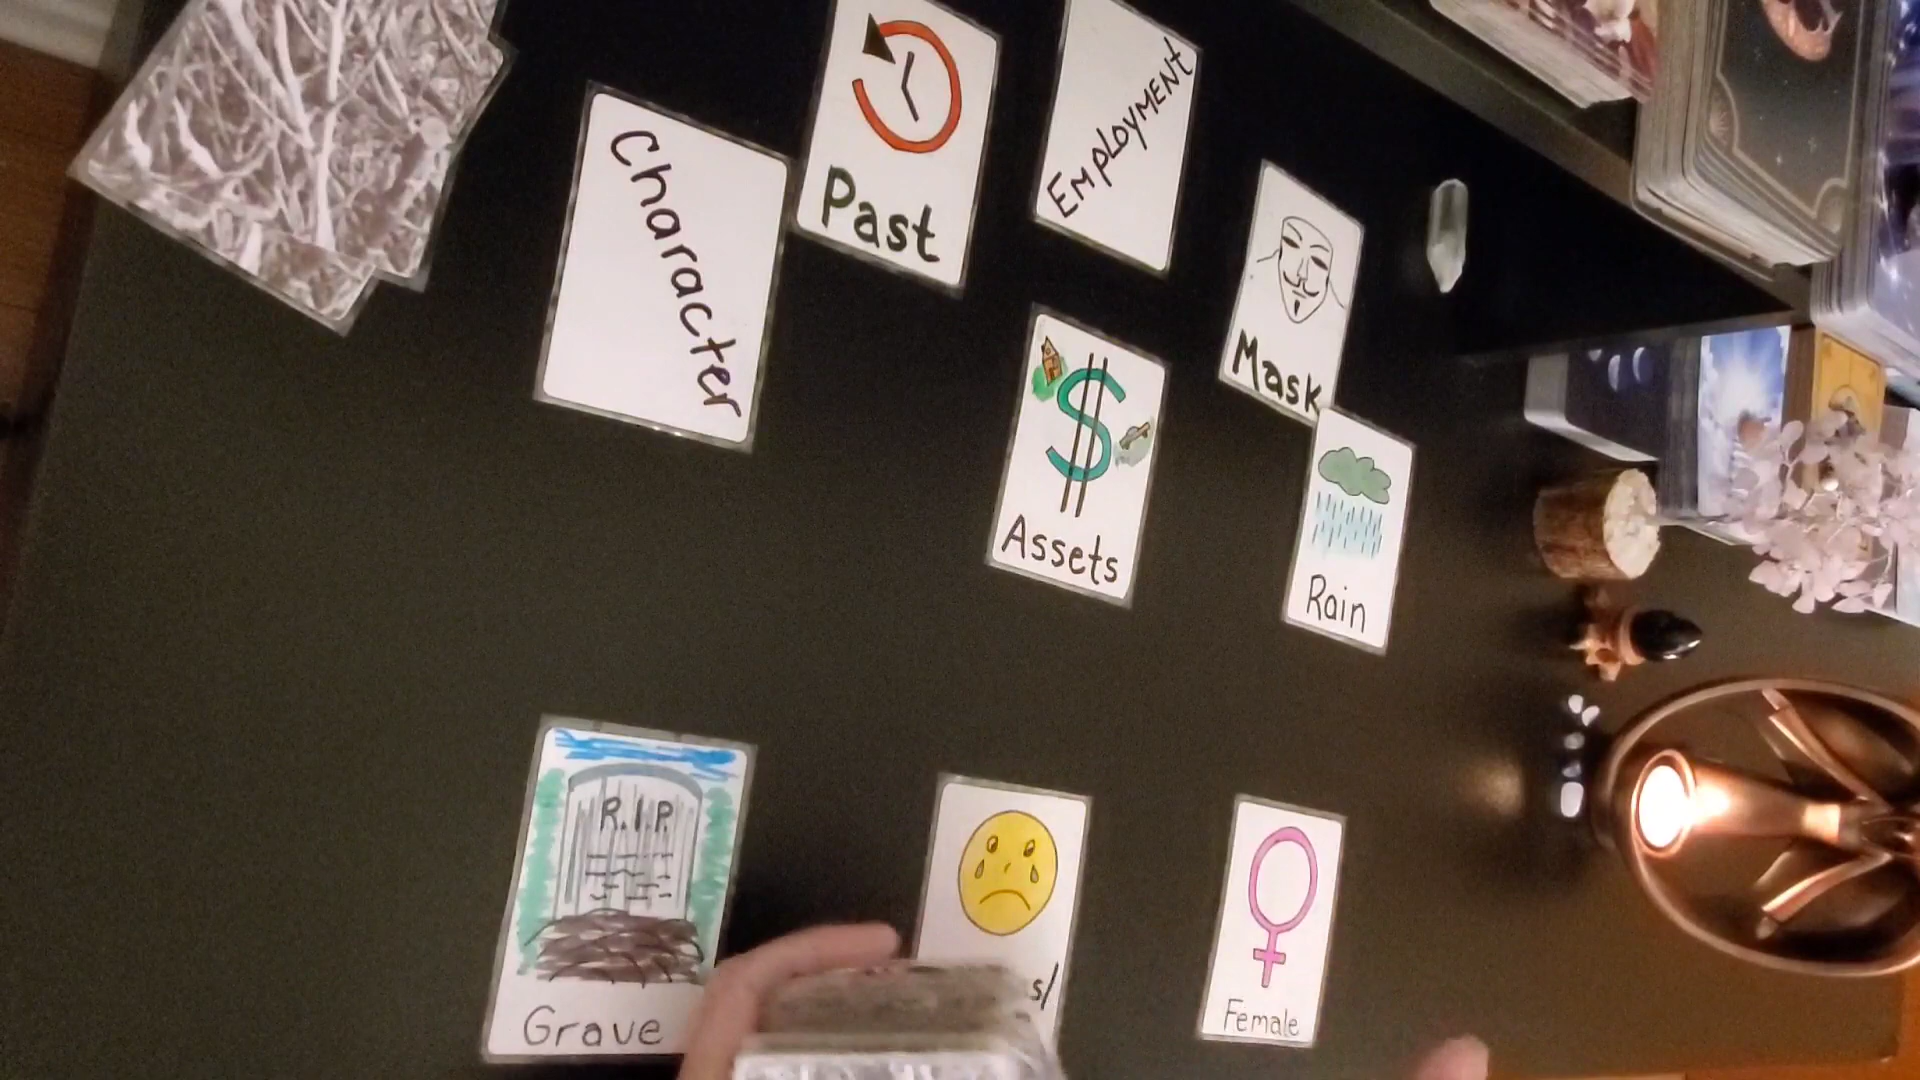 Past
Employment
Character
Mask
Assets
Rain
R.I.P.
Grave
s/
Female